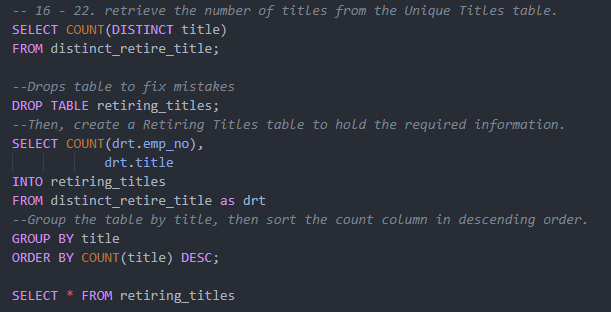 -- 16 - 22. retrieve the number of titles from the Unique Titles table.
SELECT COUNT(DISTINCT title)
FROM distinct_retire_title;

--Drops table to fix mistakes
DROP TABLE retiring_titles;
--Then, create a Retiring Titles table to hold the required information.
SELECT COUNT(drt.emp_no),
            drt.title
INTO retiring_titles
FROM distinct_retire_title as drt
--Group the table by title, then sort the count column in descending order.
GROUP BY title
ORDER BY COUNT(title) DESC;

SELECT * FROM retiring_titles